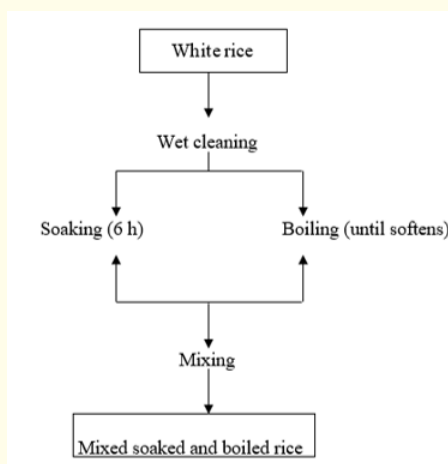 White rice
Wet cleaning
Soaking (6 h)
Boiling (until softens)
Mixing
Mixed soaked and boiled rice